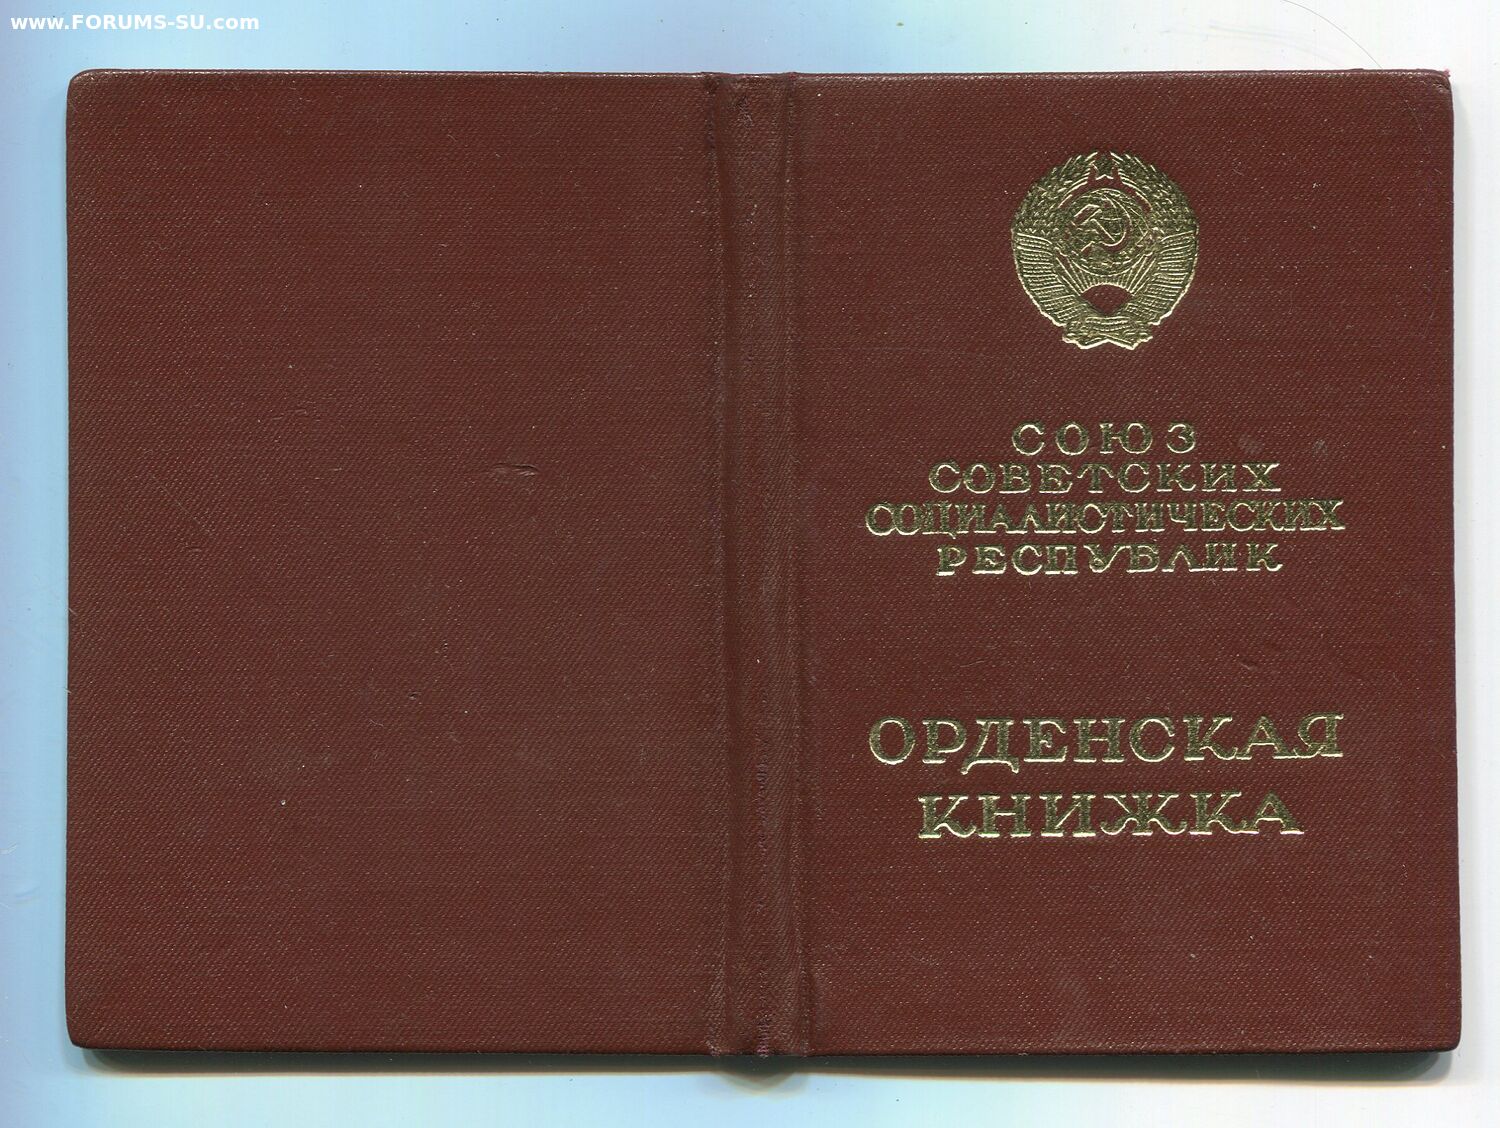 www.FORUMS-SU.com
СОЮЗ
СОВЕТСКИХ
СОЦИАЛИСТИЧЕСКИХ
РЕСПУБЛИК
ОРДЕНСКАЯ
КНИЖКА